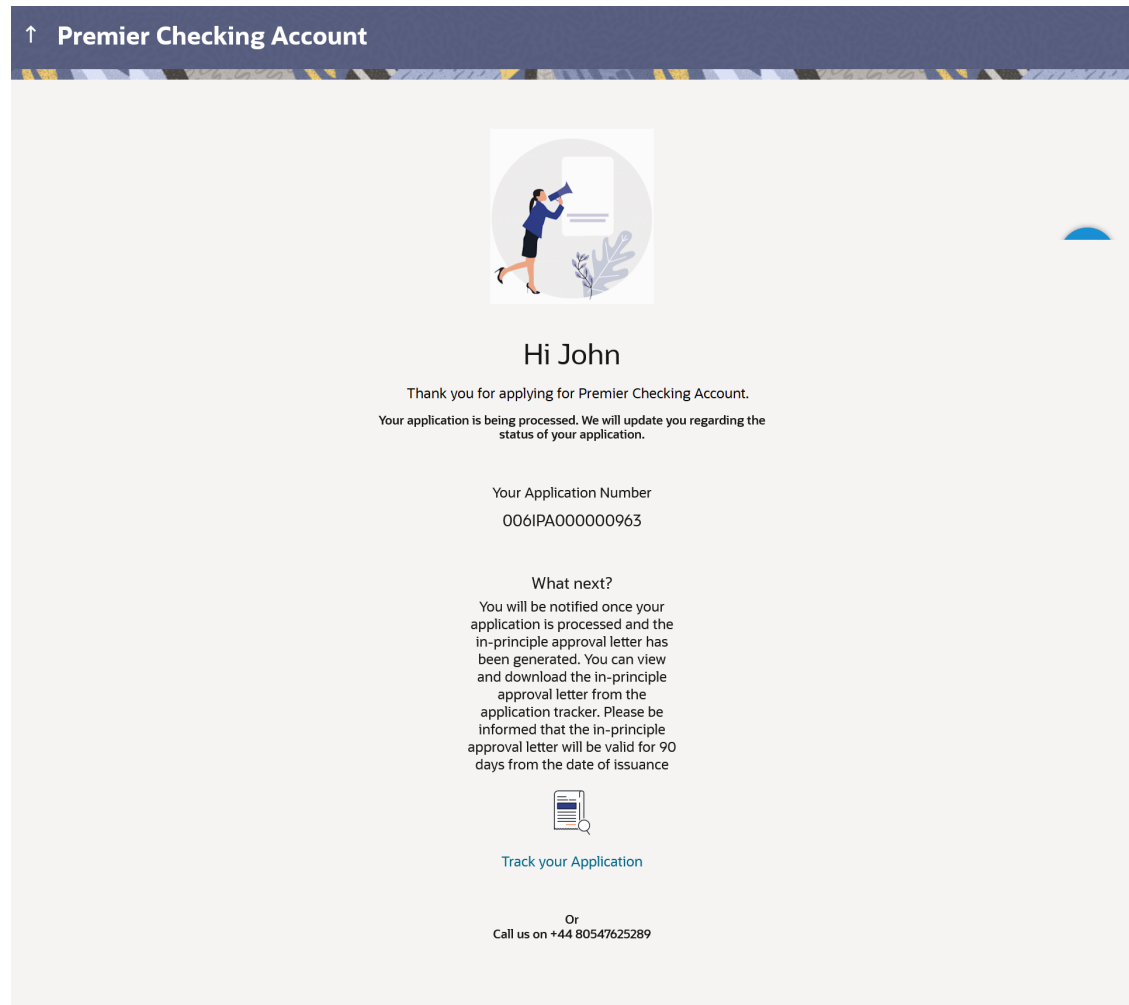 Premier Checking Account
Hi John
Thank you for applying for Premier Checking Account.
Your application is being processed. We will update you regarding the
status of your application.
Your Application Number
006IPA000000963
What next?
You will be notified once your
application is processed and the
in-principle approval letter has
been generated. You can view
and download the in-principle
approval letter from the
application tracker. Please be
informed that the in-principle
approval letter will be valid for 90
days from the date of issuance
Track your Application
Or
Call us on +44 80547625289